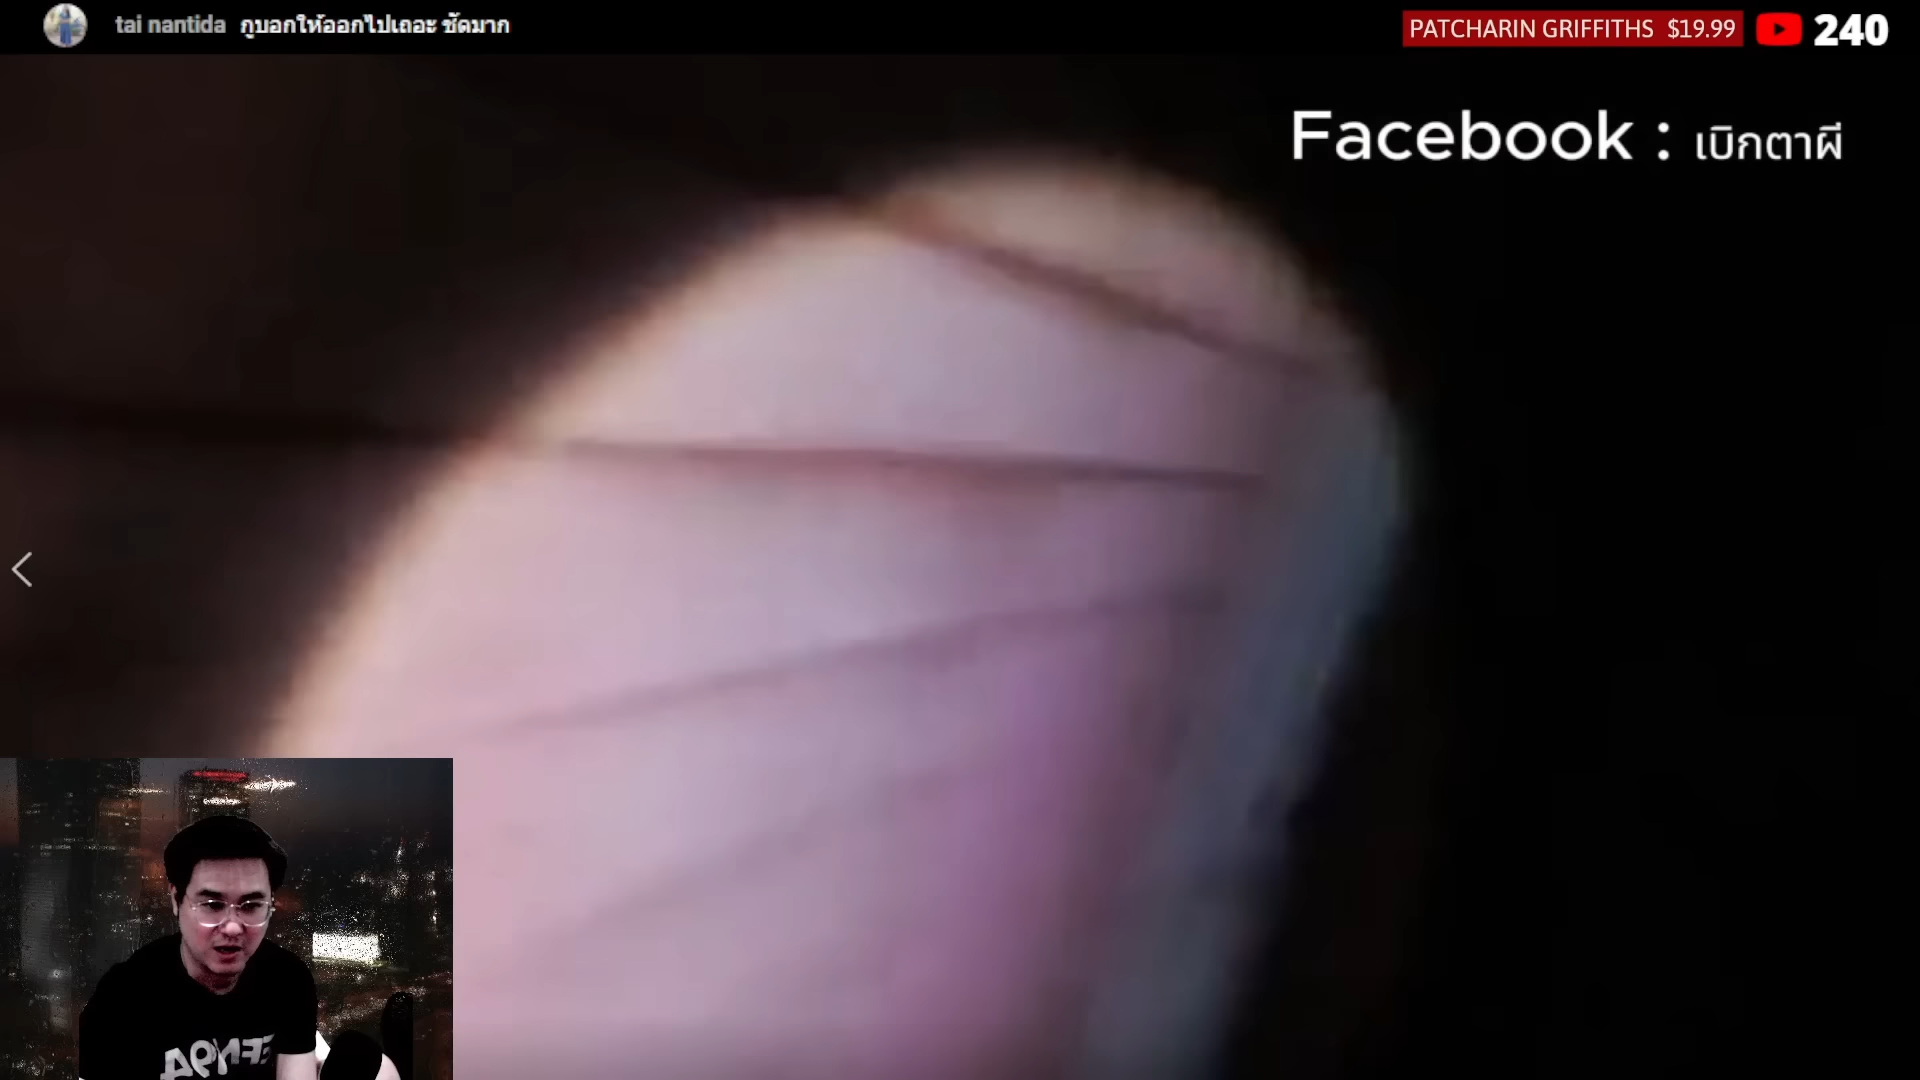 tai nantida กูบอกให้ออกไปเถอะ ชัดมาก
PATCHARIN GRIFFITHS $19.99
240
Facebook : เบิกตาผี